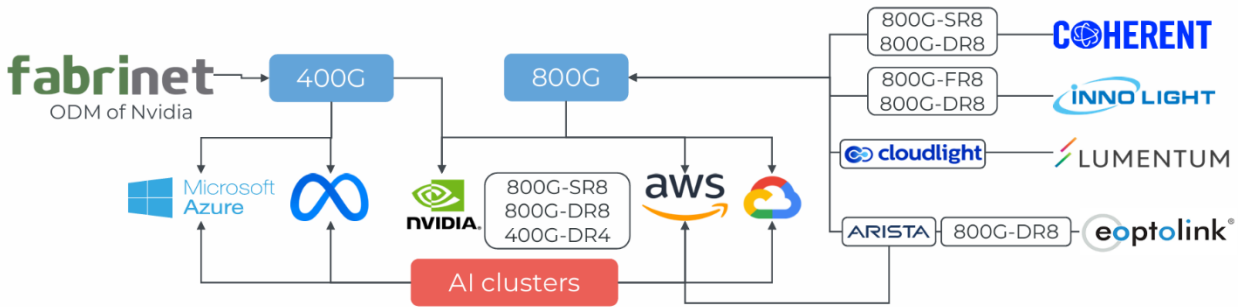 fabrinet
ODM of Nvidia
400G
800G
800G-SR8
800G-DR8
COHERENT
800G-FR8
800G-DR8
INNOLIGHT
cloudlight
LUMENTUM
Microsoft
Azure
NVIDIA.
800G-SR8
800G-DR8
400G-DR4
aws
ARISTA
800G-DR8
eoptolink®
AI clusters